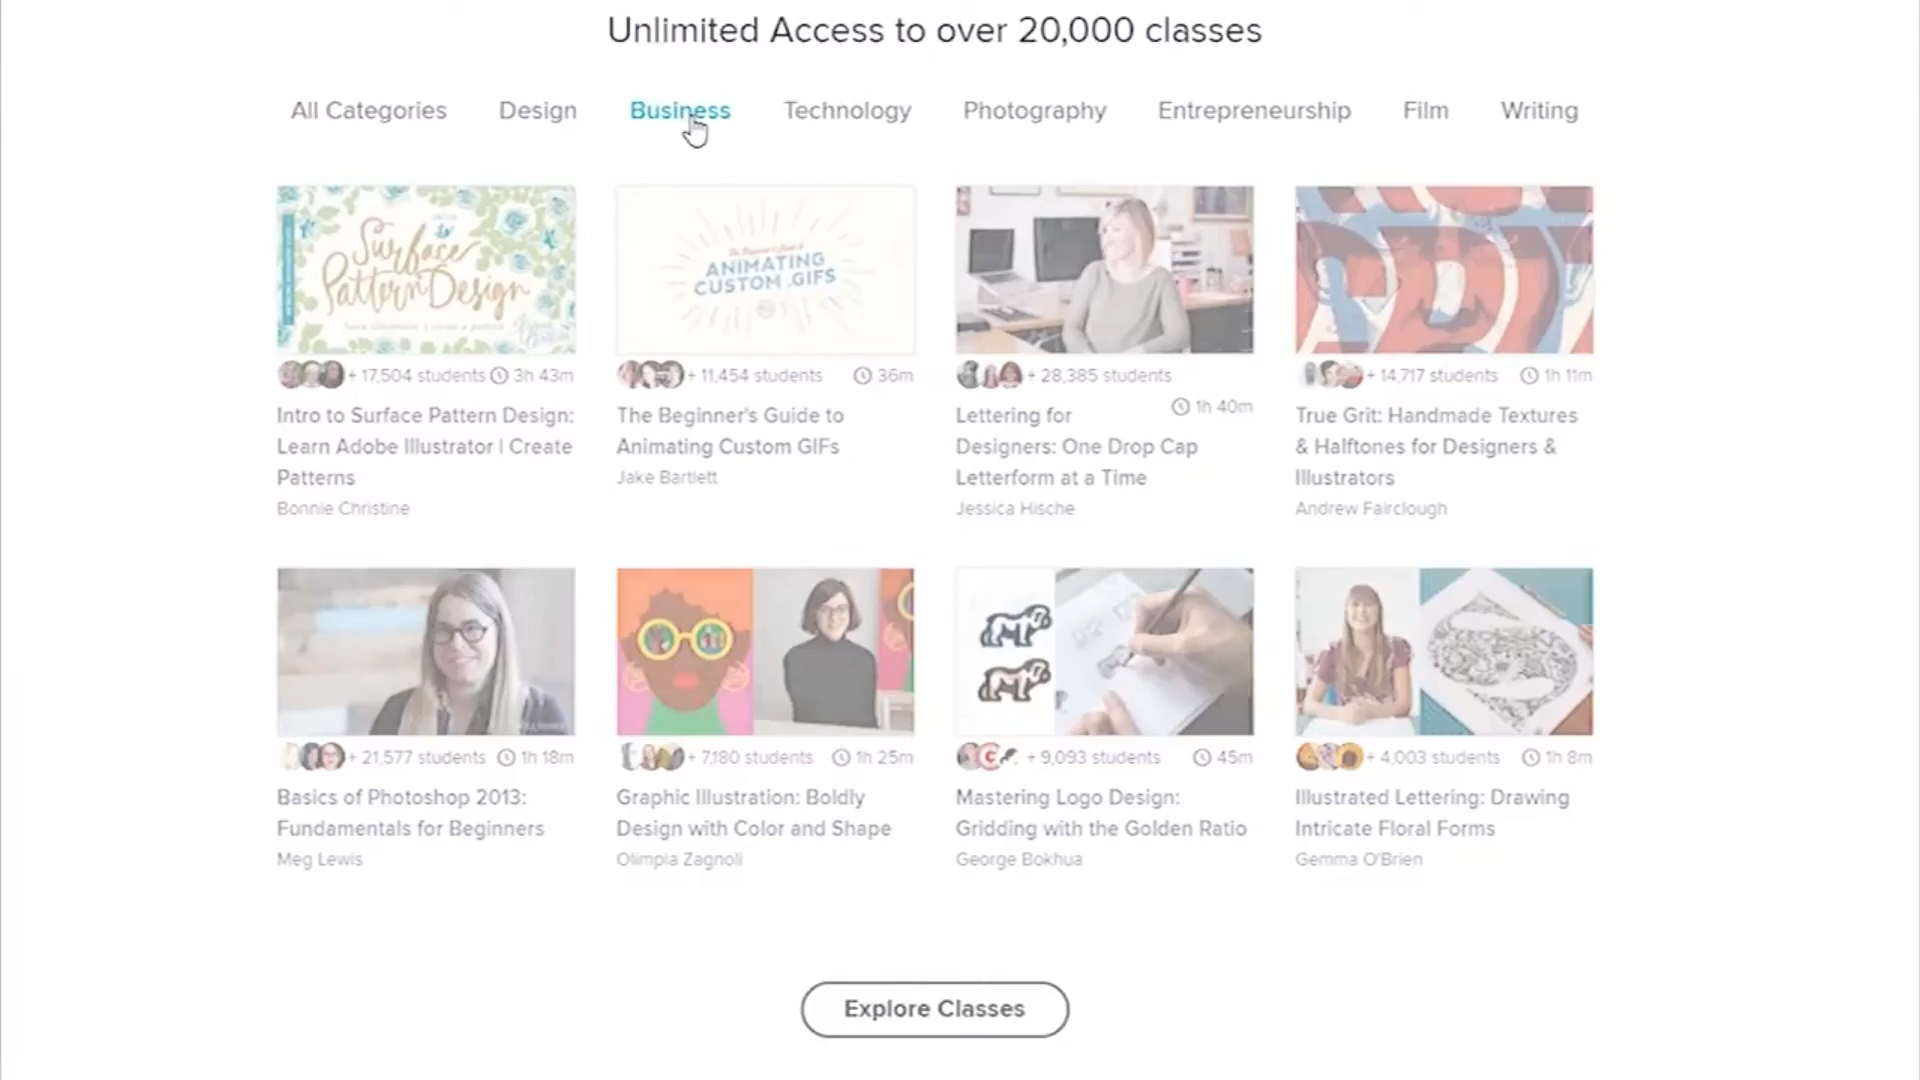 Unlimited Access to over 20,000 classes
All Categories Design Business Technology Photography Entrepreneurship Film Writing
Surface
Pattern Design
ANIMATING
CUSTOM .GIFS
+ 17,504 students 3h 43m
Intro to Surface Pattern Design:
Learn Adobe Illustrator | Create
Patterns
Bonnie Christine
+ 11,454 students 36m
The Beginner's Guide to
Animating Custom GIFs
Jake Bartlett
+ 28,385 students
1h 40m
Lettering for
Designers: One Drop Cap
Letterform at a Time
Jessica Hische
+ 14,717 students 1h 11m
True Grit: Handmade Textures
& Halftones for Designers &
Illustrators
Andrew Fairclough
+ 21,577 students 1h 18m
Basics of Photoshop 2013:
Fundamentals for Beginners
Meg Lewis
+ 7,180 students 1h 25m
Graphic Illustration: Boldly
Design with Color and Shape
Olimpia Zagnoli
+ 9,093 students 45m
Mastering Logo Design:
Gridding with the Golden Ratio
George Bokhua
+ 4,003 students 1h 8m
Illustrated Lettering: Drawing
Intricate Floral Forms
Gemma O'Brien
Explore Classes